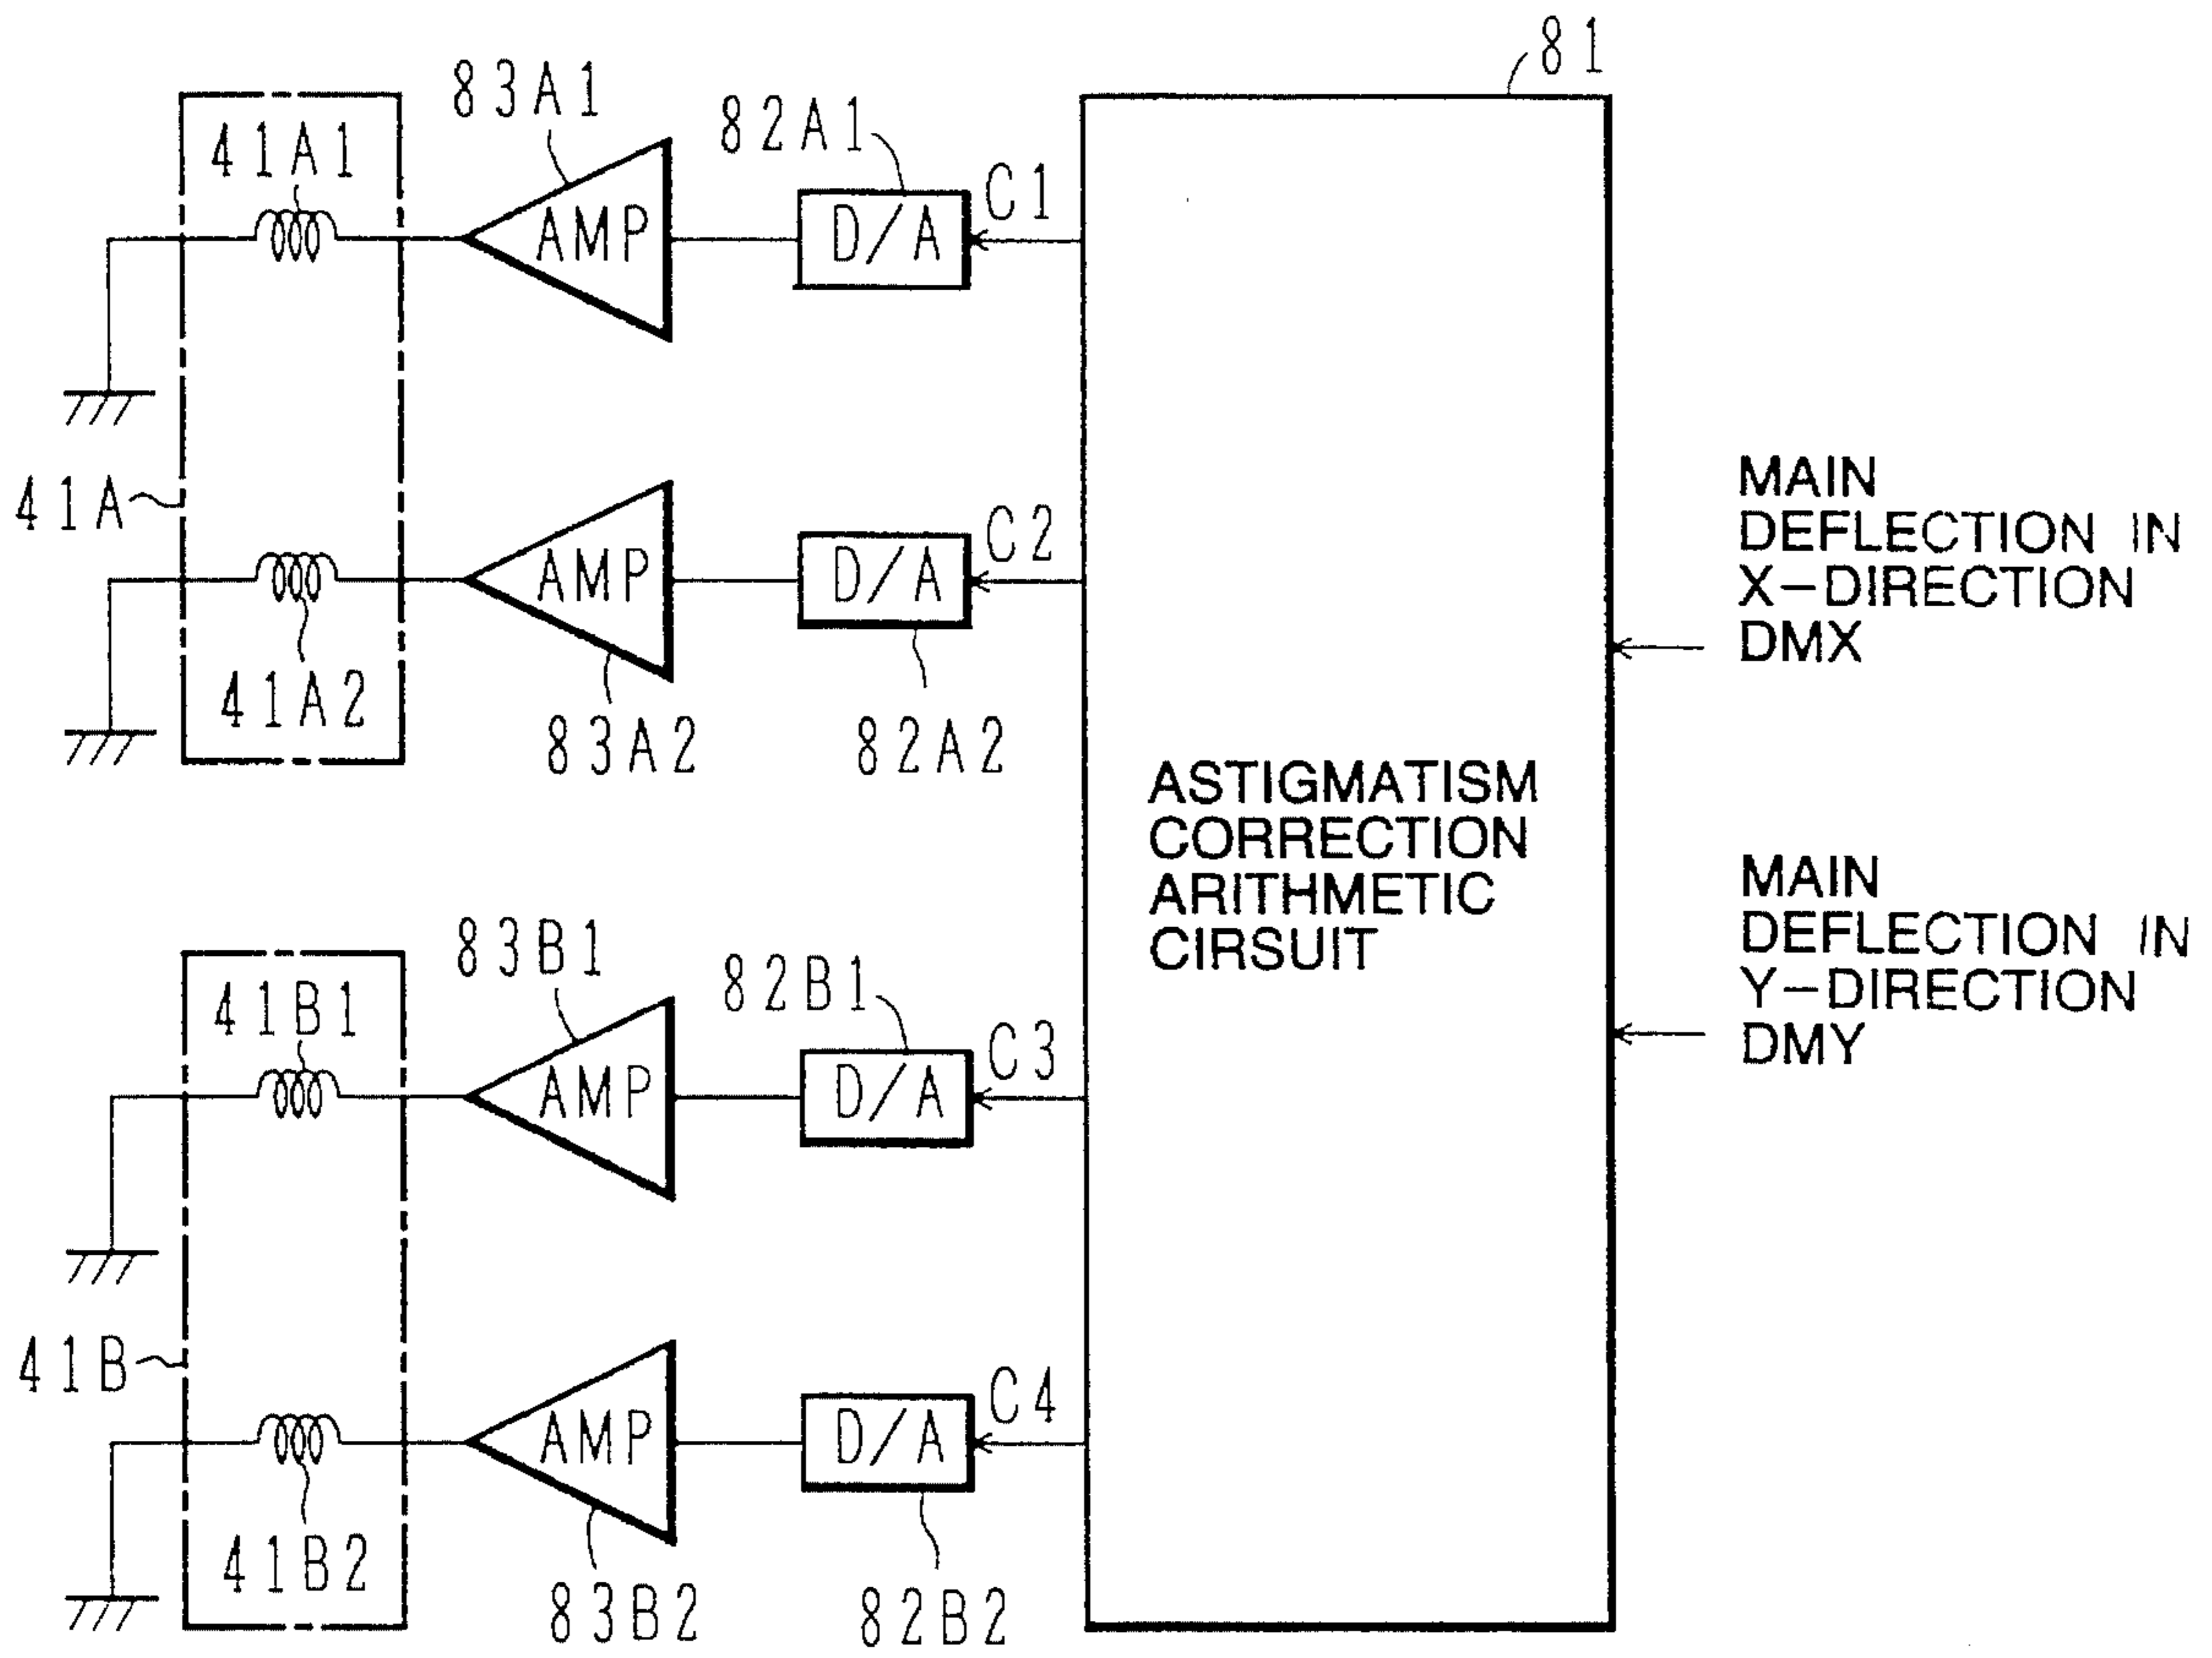 81
83A1
82A1
41A1
C1
AMP
D/A
41A
C2
AMP
D/A
41A2
83A2
82A2
MAIN
DEFLECTION IN
X-DIRECTION
DMX
ASTIGMATISM
CORRECTION
ARITHMETIC
CIRSUIT
MAIN
DEFLECTION IN
Y-DIRECTION
DMY
83B1
82B1
41B1
C3
AMP
D/A
41B
C4
AMP
D/A
41B2
83B2
82B2